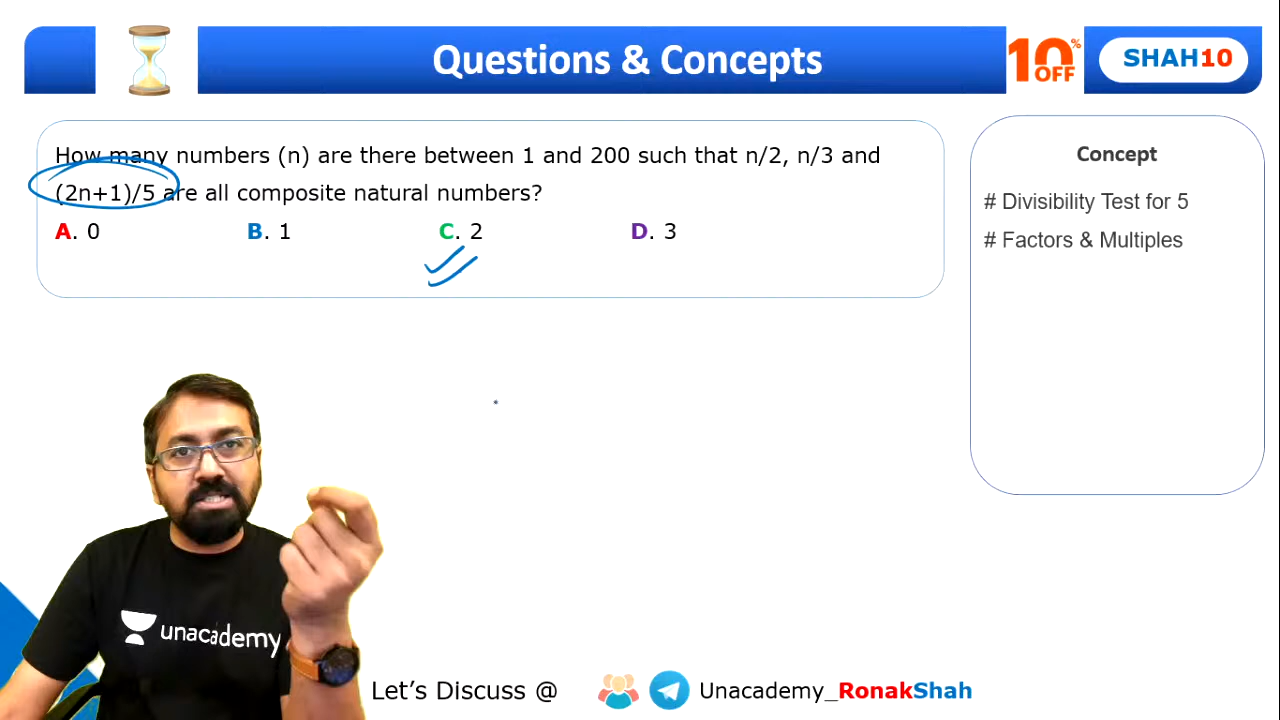 Questions & Concepts
10% OFF
SHAH10
How many numbers (n) are there between 1 and 200 such that n/2, n/3 and
(2n+1)/5 are all composite natural numbers?
A. 0 B. 1 C. 2 D. 3
Concept
# Divisibility Test for 5
# Factors & Multiples
unacademy
Let’s Discuss @ Unacademy_RonakShah